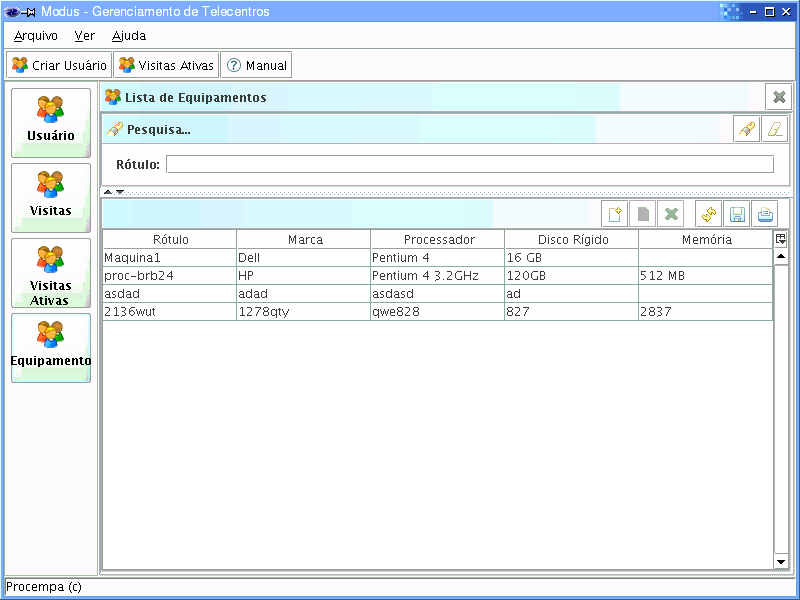 Modus - Gerenciamento de Telecentros
Arquivo Ver Ajuda
Criar Usuário Visitas Ativas ? Manual
Usuário
Visitas
Visitas
Ativas
Equipamento
Lista de Equipamentos
Pesquisa...
Rótulo:
Rótulo Marca Processador Disco Rígido Memória
Maquina1 Dell Pentium 4 16 GB
proc-brb24 HP Pentium 4 3.2GHz 120GB 512 MB
asdad adad asdasd ad
2136wut 1278qty qwe828 827 2837
Procempa (c)